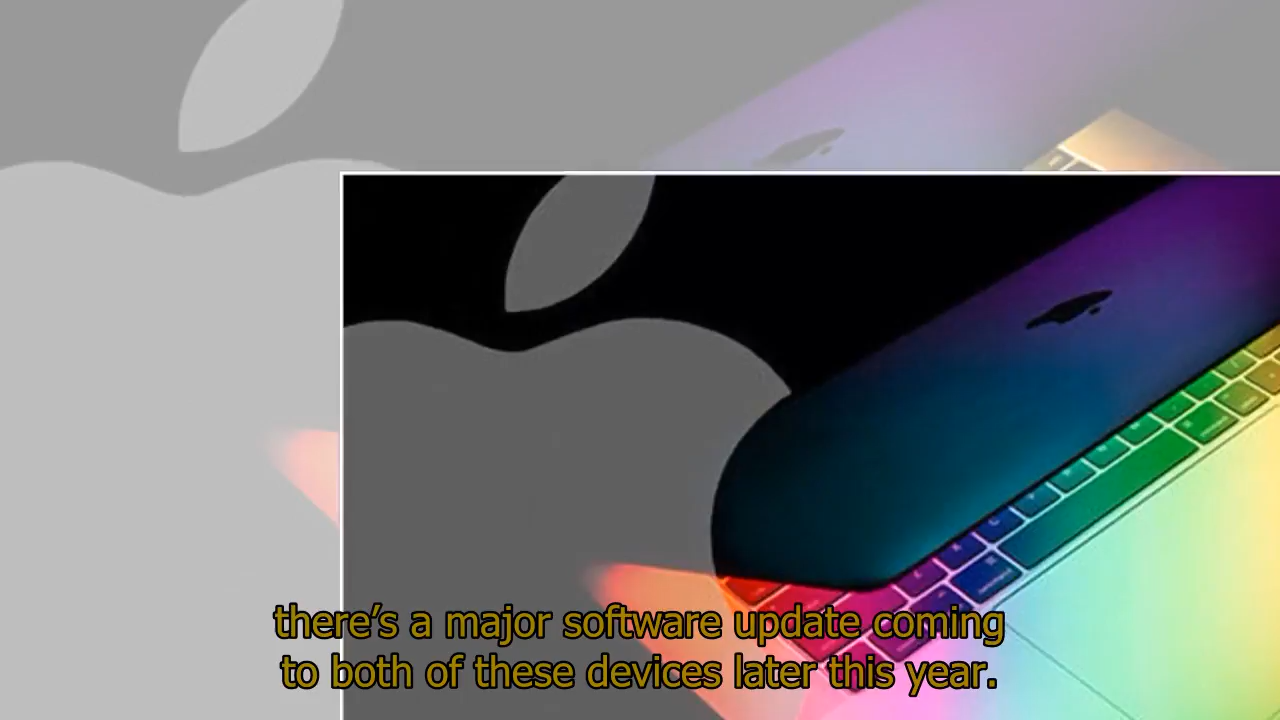 there’s a major software update coming
to both of these devices later this year.